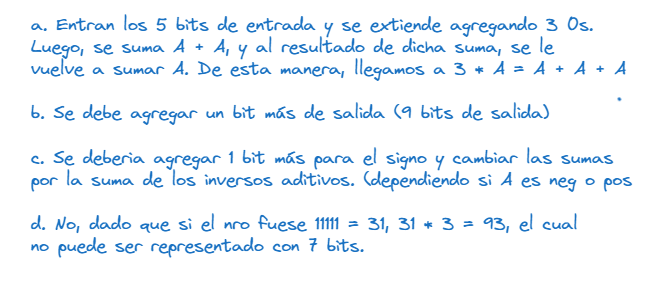 a. Entran los 5 bits de entrada y se extiende agregando 3 0s.
Luego, se suma A + A, y al resultado de dicha suma, se le
vuelve a sumar A. De esta manera, llegamos a 3 * A = A + A + A
b. Se debe agregar un bit más de salida (9 bits de salida)
c. Se deberia agregar 1 bit más para el signo y cambiar las sumas
por la suma de los inversos aditivos. (dependiendo si A es neg o pos
d. No, dado que si el nro fuese 11111 = 31, 31 * 3 = 93, el cual
no puede ser representado con 7 bits.